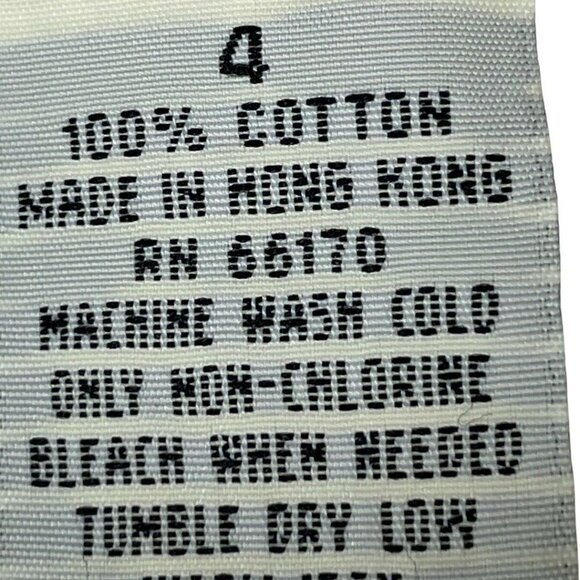 4
100% COTTON
MADE IN HONG KONG
RN 66170
MACHINE WASH COLD
ONLY NON-CHLORINE
BLEACH WHEN NEEDED
TUMBLE DRY LOW